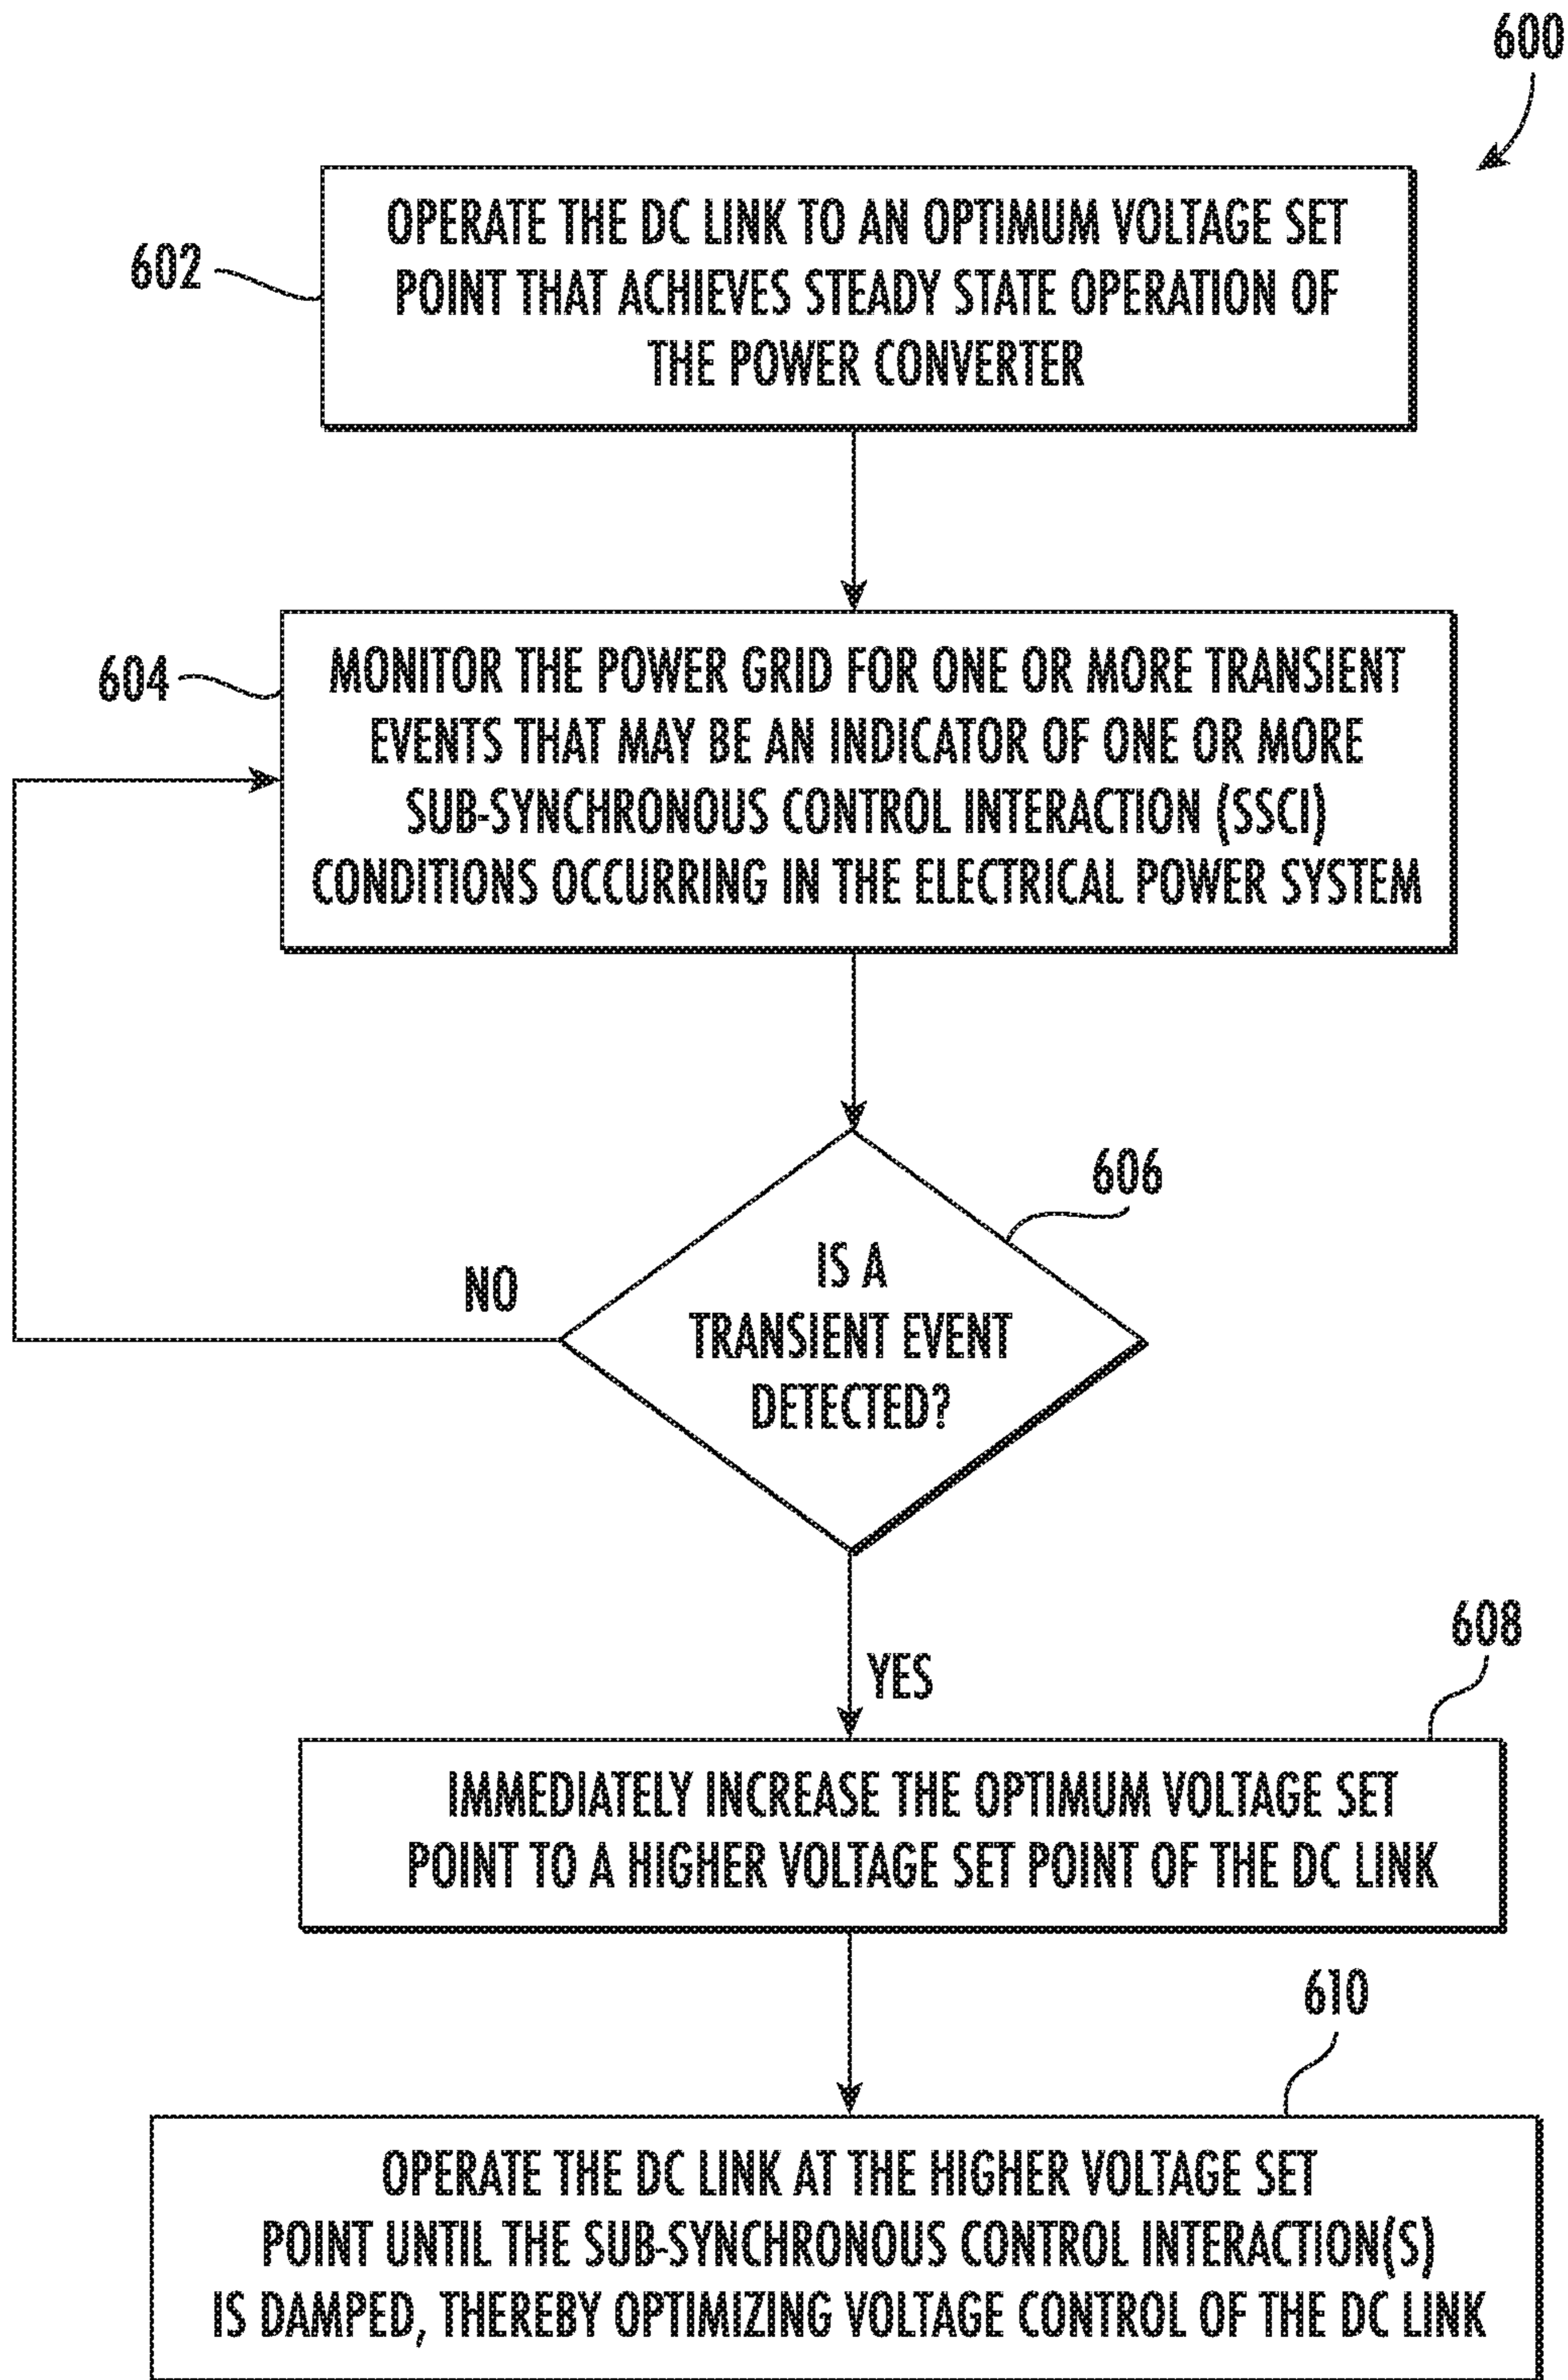 600
602
OPERATE THE DC LINK TO AN OPTIMUM VOLTAGE SET
POINT THAT ACHIEVES STEADY STATE OPERATION OF
THE POWER CONVERTER
604
MONITOR THE POWER GRID FOR ONE OR MORE TRANSIENT
EVENTS THAT MAY BE AN INDICATOR OF ONE OR MORE
SUB-SYNCHRONOUS CONTROL INTERACTION (SSCI)
CONDITIONS OCCURRING IN THE ELECTRICAL POWER SYSTEM
606
IS A
TRANSIENT EVENT
DETECTED?
NO
YES
608
IMMEDIATELY INCREASE THE OPTIMUM VOLTAGE SET
POINT TO A HIGHER VOLTAGE SET POINT OF THE DC LINK
610
OPERATE THE DC LINK AT THE HIGHER VOLTAGE SET
POINT UNTIL THE SUB-SYNCHRONOUS CONTROL INTERACTION(S)
IS DAMPED, THEREBY OPTIMIZING VOLTAGE CONTROL OF THE DC LINK